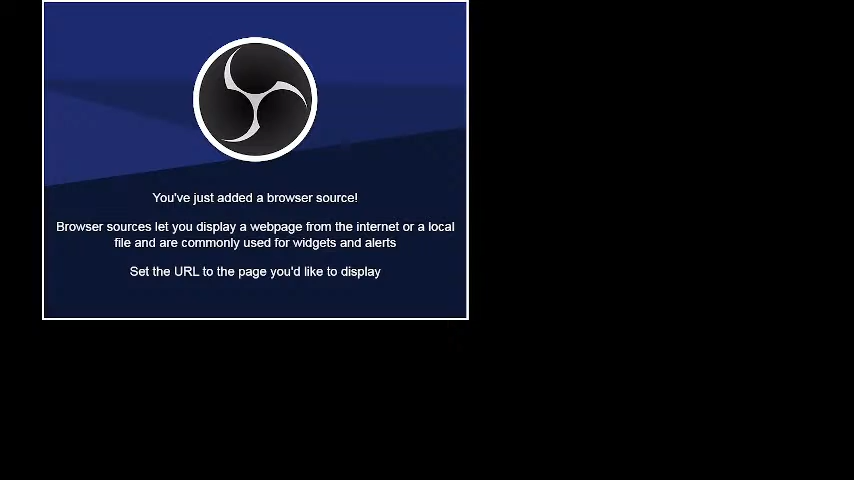 You've just added a browser source!
Browser sources let you display a webpage from the internet or a local
file and are commonly used for widgets and alerts
Set the URL to the page you'd like to display